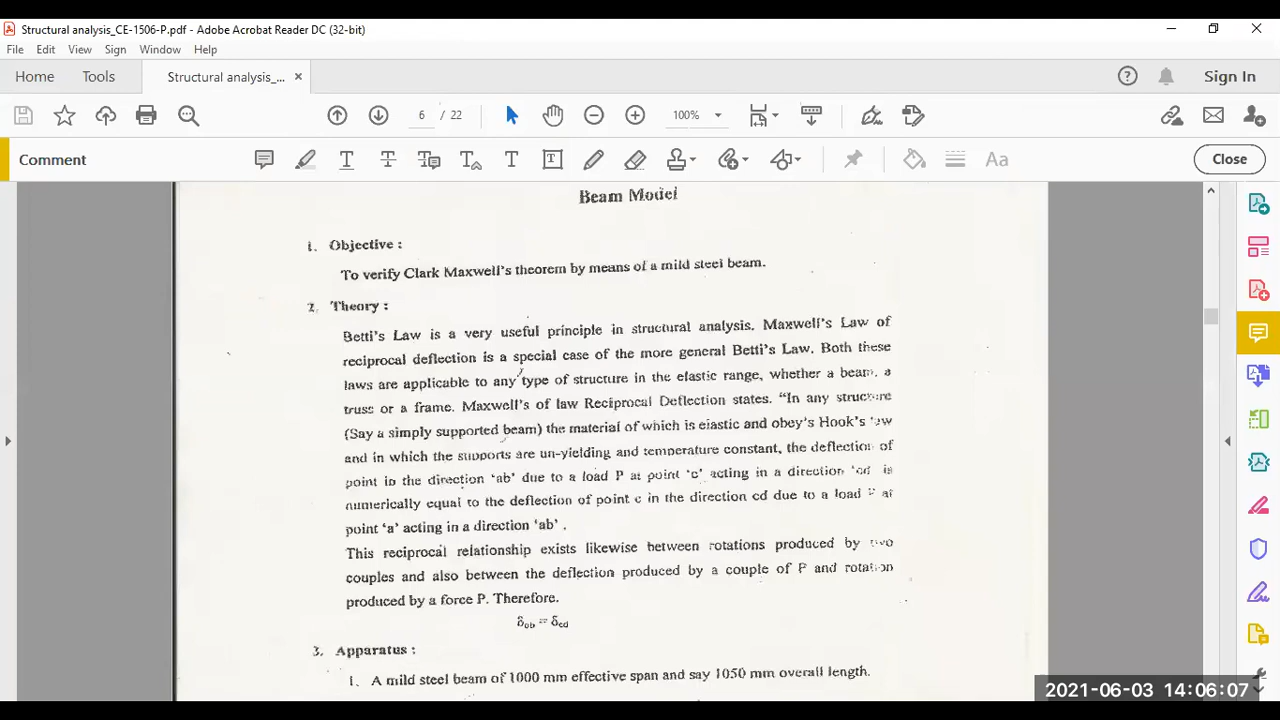 Structural analysis_CE-1506-P.pdf - Adobe Acrobat Reader DC (32-bit)
File Edit View Sign Window Help
Home Tools Structural analysis_... Sign In
6 / 22 100%
Comment Close
Beam Model
1. Objective :
To verify Clark Maxwell's theorem by means of a mild steel beam.
2. Theory :
Betti's Law is a very useful principle in structural analysis. Maxwell's Law of
reciprocal deflection is a special case of the more general Betti's Law. Both these
laws are applicable to any type of structure in the elastic range, whether a beam, a
truss or a frame. Maxwell's of law Reciprocal Deflection states. "In any structure
(Say a simply supported beam) the material of which is elastic and obey's Hook's law
and in which the supports are un-yielding and temperature constant, the deflection of
point in the direction 'ab' due to a load P at point 'c' acting in a direction 'cd' is
numerically equal to the deflection of point c in the direction cd due to a load P at
point 'a' acting in a direction 'ab' .
This reciprocal relationship exists likewise between rotations produced by two
couples and also between the deflection produced by a couple of P and rotation
produced by a force P. Therefore.
δab = δcd
3. Apparatus :
1. A mild steel beam of 1000 mm effective span and say 1050 mm overall length.
2021-06-03 14:06:07